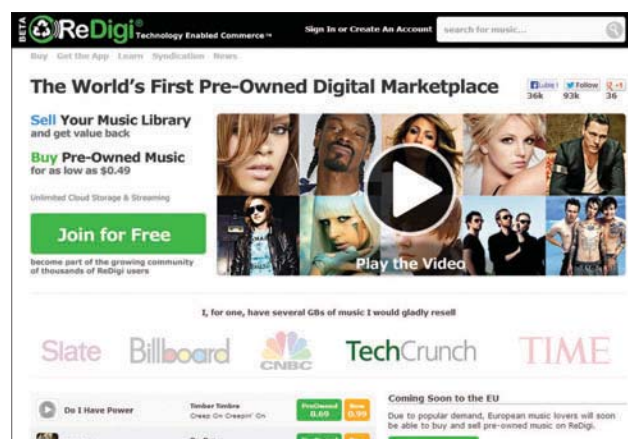 BETA
ReDigi® Technology Enabled Commerce™
Sign In or Create An Account
search for music...
Buy Get the App Learn Syndication News
The World's First Pre-Owned Digital Marketplace
Follow +1
36k 93k 36
Sell Your Music Library
and get value back
Buy Pre-Owned Music
for as low as $0.49
Unlimited Cloud Storage & Streaming
Join for Free
become part of the growing community
of thousands of ReDigi users
Play the Video
I, for one, have several GBs of music I would gladly resell
Slate Billboard CNBC TechCrunch TIME
Do I Have Power
Timber Timbre
Creep On Creepin' On
PreOwned
0.69
New
0.99
Coming Soon to the EU
Due to popular demand, European music lovers will soon
be able to buy and sell pre-owned music on ReDigi.